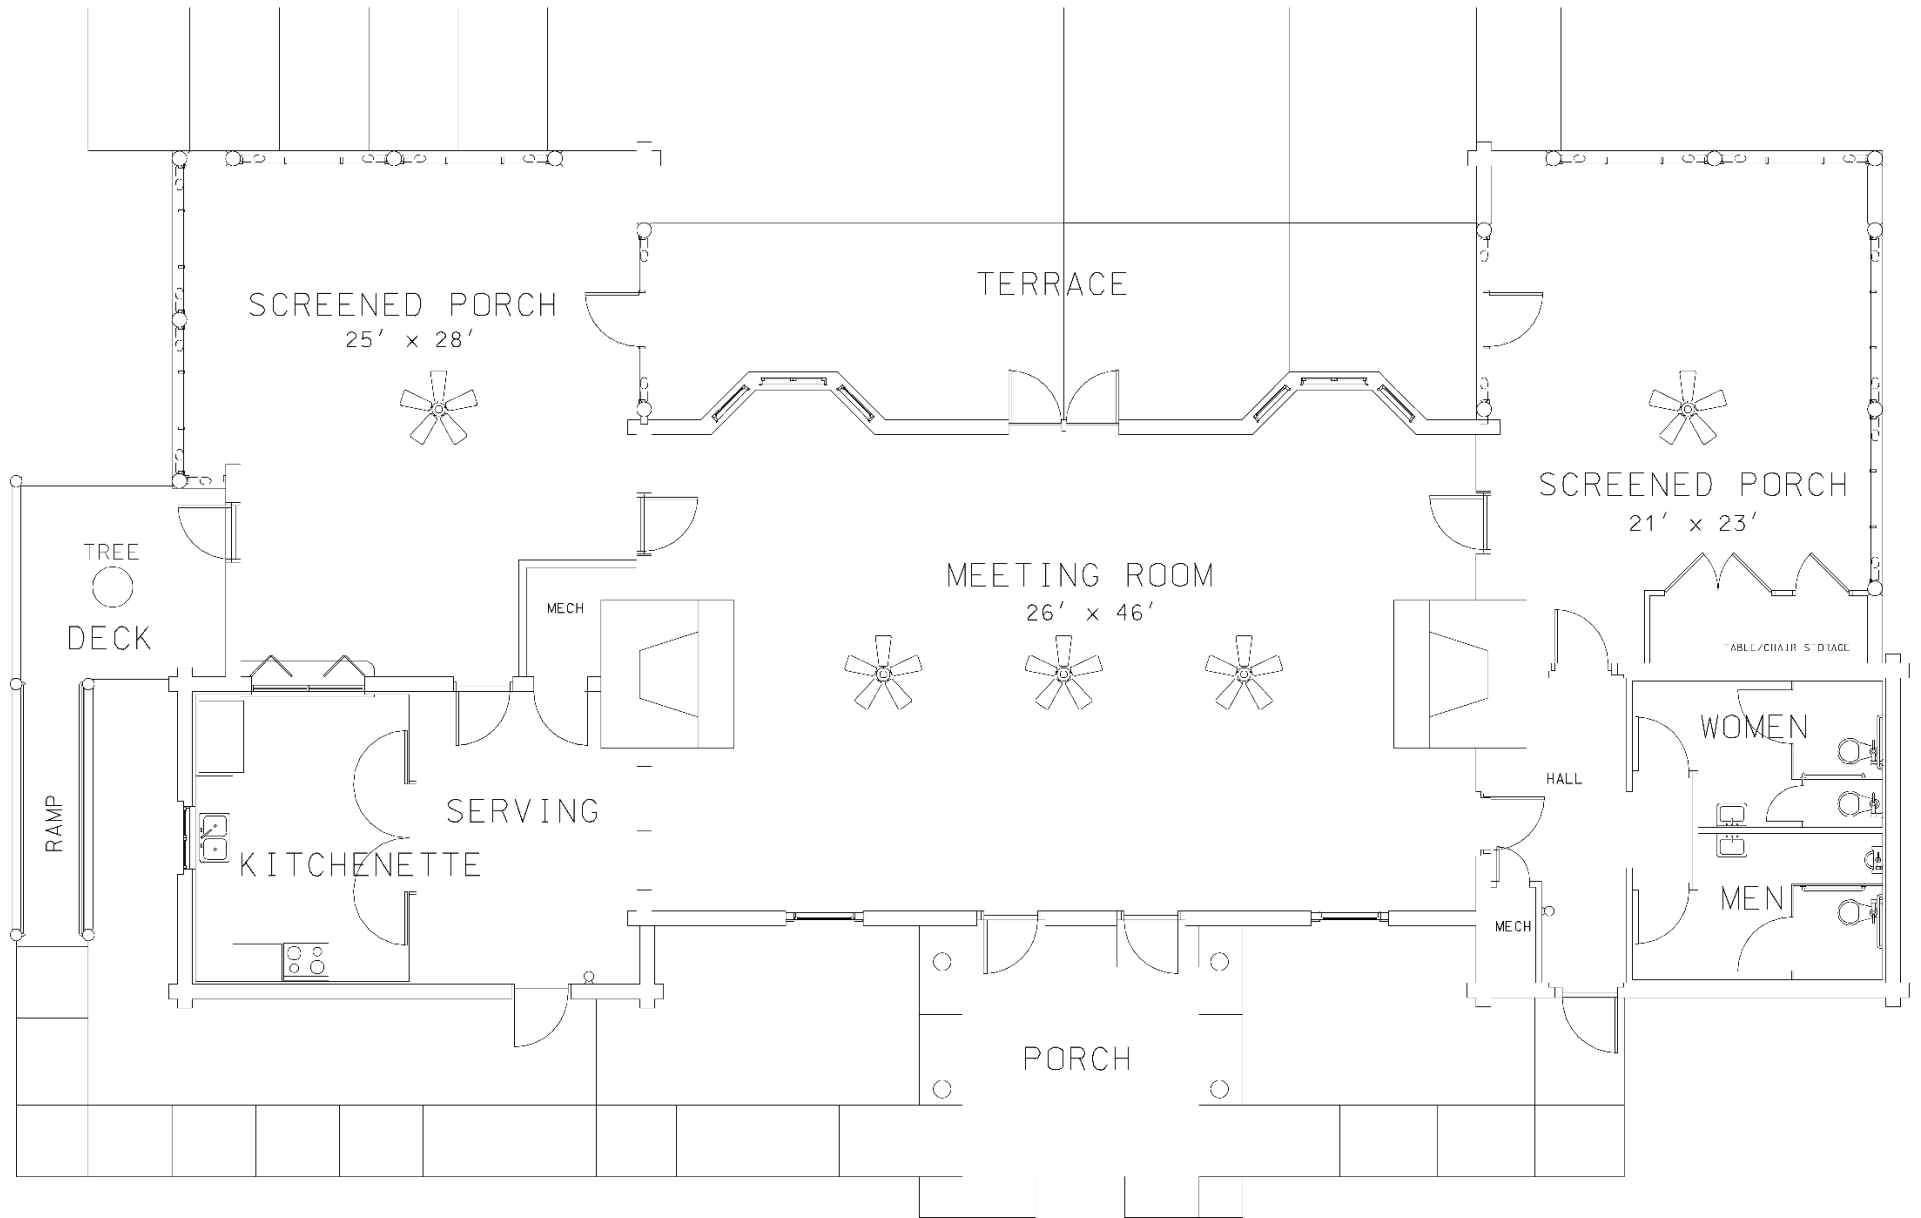 TERRACE
SCREENED PORCH
25' x 28'
SCREENED PORCH
21' x 23'
TREE
DECK
MECH
MEETING ROOM
26' x 46'
TABLE/CHAIR STORAGE
WOMEN
HALL
SERVING
RAMP
KITCHENETTE
MEN
MECH
PORCH